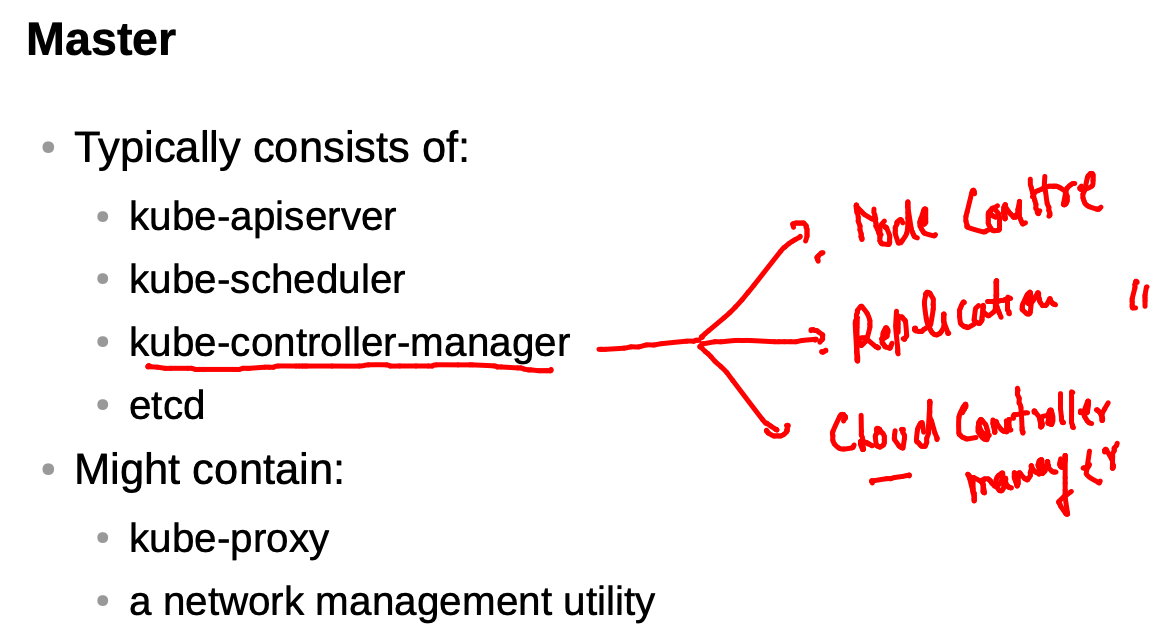 Master
• Typically consists of:
• kube-apiserver
• kube-scheduler
• kube-controller-manager
• etcd
• Might contain:
• kube-proxy
• a network management utility
Node
Replication "
Cloud Controller
manager